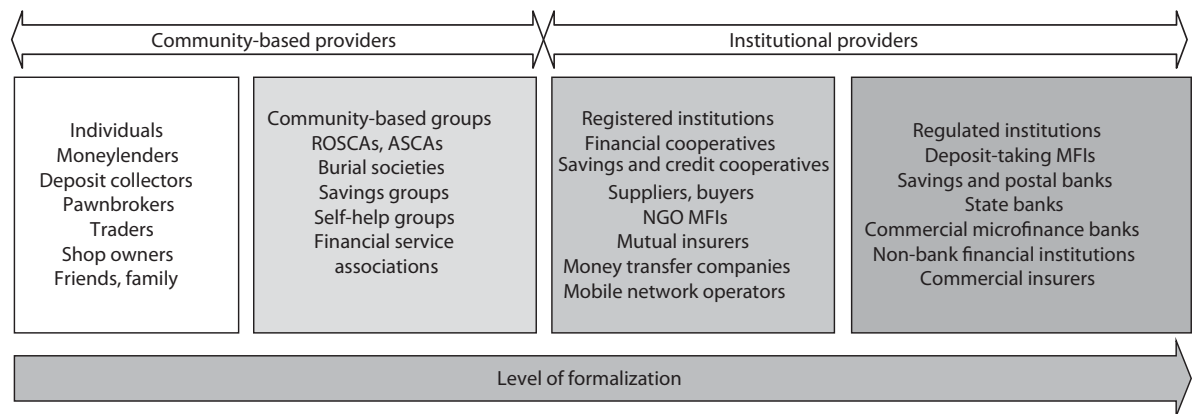 Community-based providers
Institutional providers
Individuals
Moneylenders
Deposit collectors
Pawnbrokers
Traders
Shop owners
Friends, family
Community-based groups
ROSCAs, ASCAs
Burial societies
Savings groups
Self-help groups
Financial service
associations
Registered institutions
Financial cooperatives
Savings and credit cooperatives
Suppliers, buyers
NGO MFIs
Mutual insurers
Money transfer companies
Mobile network operators
Regulated institutions
Deposit-taking MFIs
Savings and postal banks
State banks
Commercial microfinance banks
Non-bank financial institutions
Commercial insurers
Level of formalization